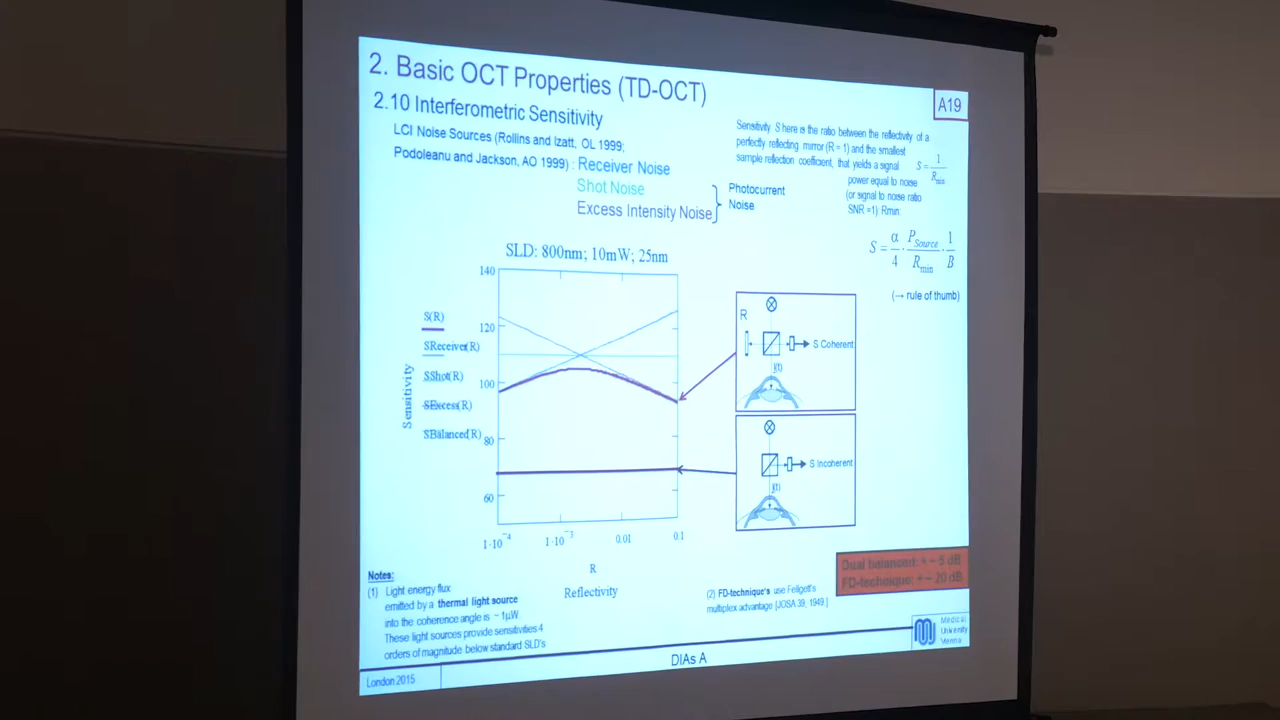 2. Basic OCT Properties (TD-OCT)
A19
2.10 Interferometric Sensitivity
LCI Noise Sources (Rollins and Izatt, OL 1999;
Podoleanu and Jackson, AO 1999) : Receiver Noise
Shot Noise
Excess Intensity Noise
Photocurrent
Noise
Sensitivity S here is the ratio between the reflectivity of a
perfectly reflecting mirror (R = 1) and the smallest
sample reflection coefficient, that yields a signal
power equal to noise
(or signal to noise ratio
SNR =1) Rmin:
S = 1 / Rmin
S = α/4 · PSource/Rmin · 1/B
(→ rule of thumb)
SLD: 800nm; 10mW; 25nm
140
120
100
80
60
Sensitivity
S(R)
SReceiver(R)
SShot(R)
SExcess(R)
SBalanced(R)
1·10⁻⁴
1·10⁻³
0.01
0.1
R
Reflectivity
R
S Coherent
j(t)
S Incoherent
j(t)
Dual balanced: + ~ 5 dB
FD-technique: + ~ 20 dB
Notes:
(1) Light energy flux
emitted by a thermal light source
into the coherence angle is ~ 1μW.
These light sources provide sensitivities 4
orders of magnitude below standard SLD's
(2) FD-technique's use Fellgett's
multiplex advantage [JOSA 39, 1949]
Medical
University
Vienna
DIAs A
London 2015